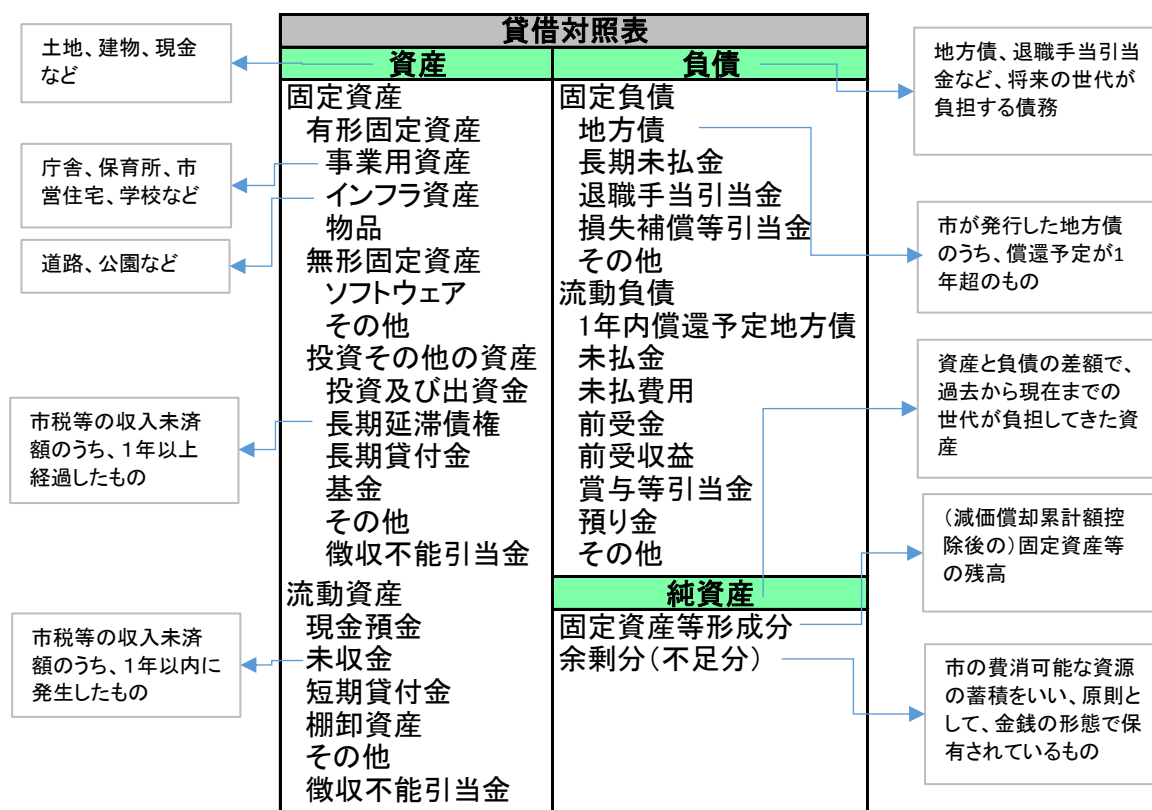 貸借対照表
資産
固定資産
有形固定資産
事業用資産
インフラ資産
物品
無形固定資産
ソフトウェア
その他
投資その他の資産
投資及び出資金
長期延滞債権
長期貸付金
基金
その他
徴収不能引当金
流動資産
現金預金
未収金
短期貸付金
棚卸資産
その他
徴収不能引当金
負債
固定負債
地方債
長期未払金
退職手当引当金
損失補償等引当金
その他
流動負債
1年内償還予定地方債
未払金
未払費用
前受金
前受収益
賞与等引当金
預り金
その他
純資産
固定資産等形成分
余剰分(不足分)
土地、建物、現金
など
庁舎、保育所、市
営住宅、学校など
道路、公園など
市税等の収入未済
額のうち、1年以上
経過したもの
市税等の収入未済
額のうち、1年以内に
発生したもの
地方債、退職手当引当
金など、将来の世代が
負担する債務
市が発行した地方債
のうち、償還予定が1
年超のもの
資産と負債の差額で、
過去から現在までの
世代が負担してきた資
産
(減価償却累計額控
除後の)固定資産等
の残高
市の費消可能な資源
の蓄積をいい、原則と
して、金銭の形態で保
有されているもの